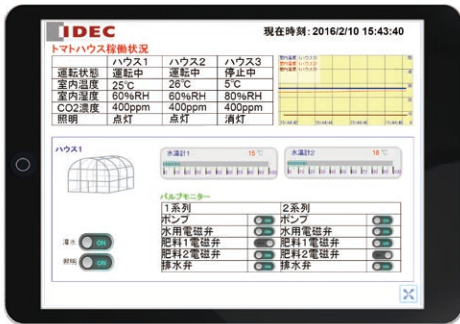 IDEC
現在時刻: 2016/2/10 15:43:40
トマトハウス稼働状況
ハウス1 ハウス2 ハウス3
運転状態 運転中 運転中 停止中
室内温度 25℃ 26℃ 5℃
室内湿度 60%RH 60%RH 80%RH
CO2濃度 400ppm 400ppm 400ppm
照明 点灯 点灯 消灯
ハウス1
水温計1 15 ℃
水温計2 18 ℃
バルブモニター
1系列 2系列
ポンプ ON ポンプ ON
水用電磁弁 ON 水用電磁弁 ON
肥料1電磁弁 肥料1電磁弁 ON
肥料2電磁弁 ON 肥料2電磁弁
排水弁 ON 排水弁 ON
ON
照明 ON